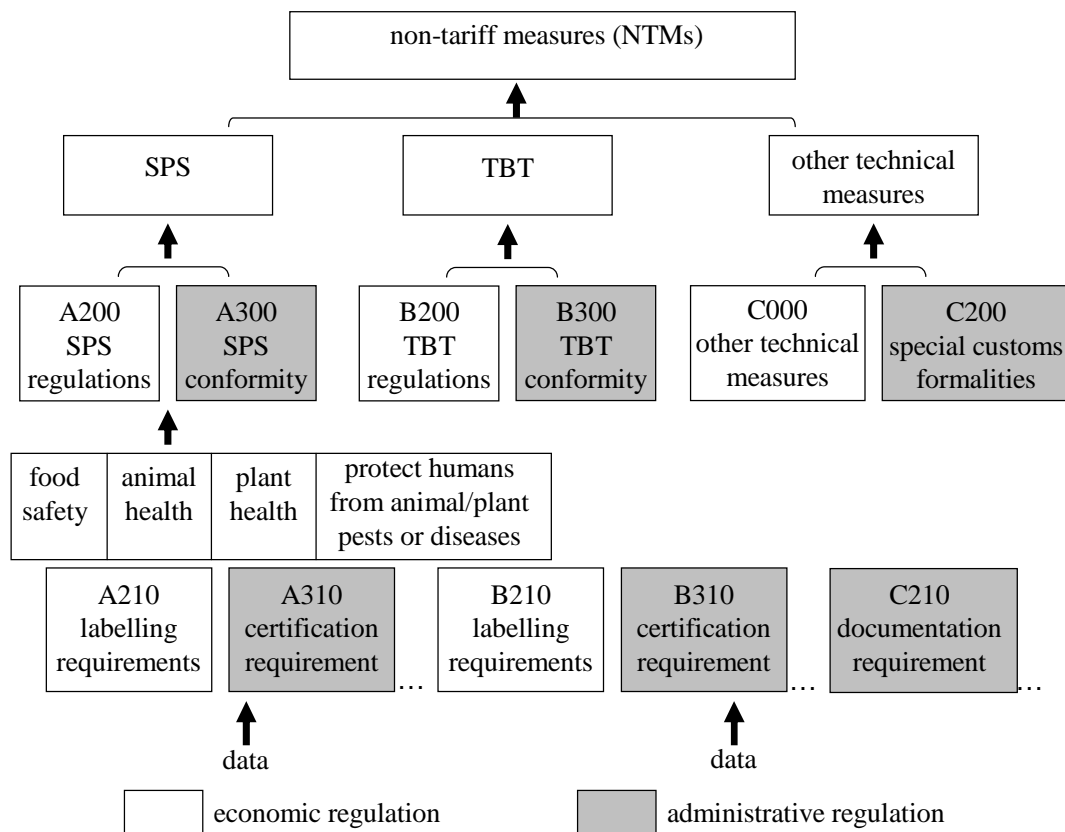 non-tariff measures (NTMs)
SPS
TBT
other technical
measures
A200
SPS
regulations
A300
SPS
conformity
B200
TBT
regulations
B300
TBT
conformity
C000
other technical
measures
C200
special customs
formalities
food
safety
animal
health
plant
health
protect humans
from animal/plant
pests or diseases
A210
labelling
requirements
A310
certification
requirement
…
B210
labelling
requirements
B310
certification
requirement
…
C210
documentation
requirement
…
data
data
economic regulation
administrative regulation